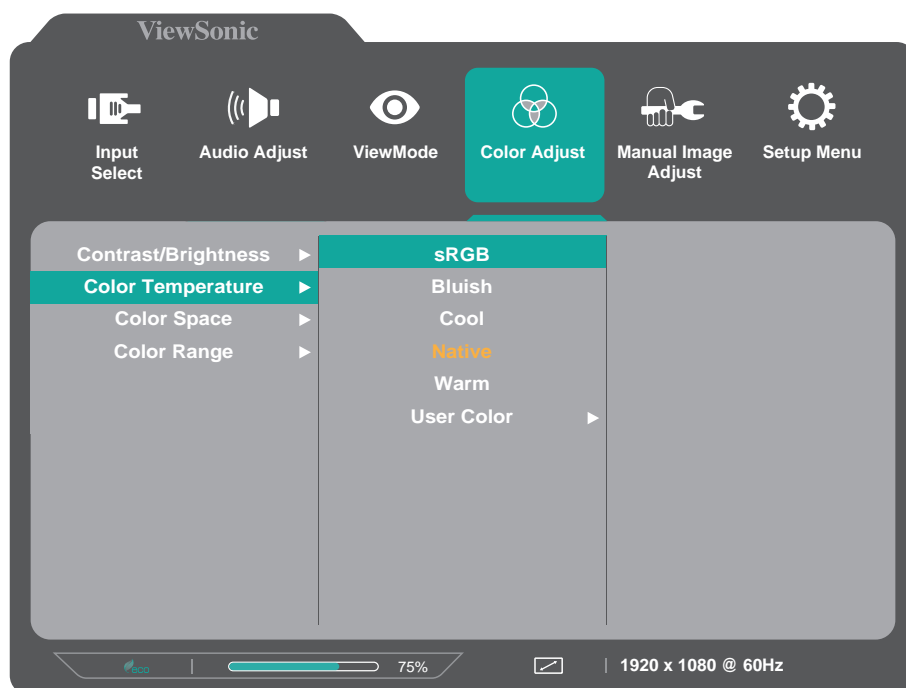 ViewSonic
Input
Select
Audio Adjust
ViewMode
Color Adjust
Manual Image
Adjust
Setup Menu
Contrast/Brightness
Color Temperature
Color Space
Color Range
sRGB
Bluish
Cool
Native
Warm
User Color
eco
75%
1920 x 1080 @ 60Hz